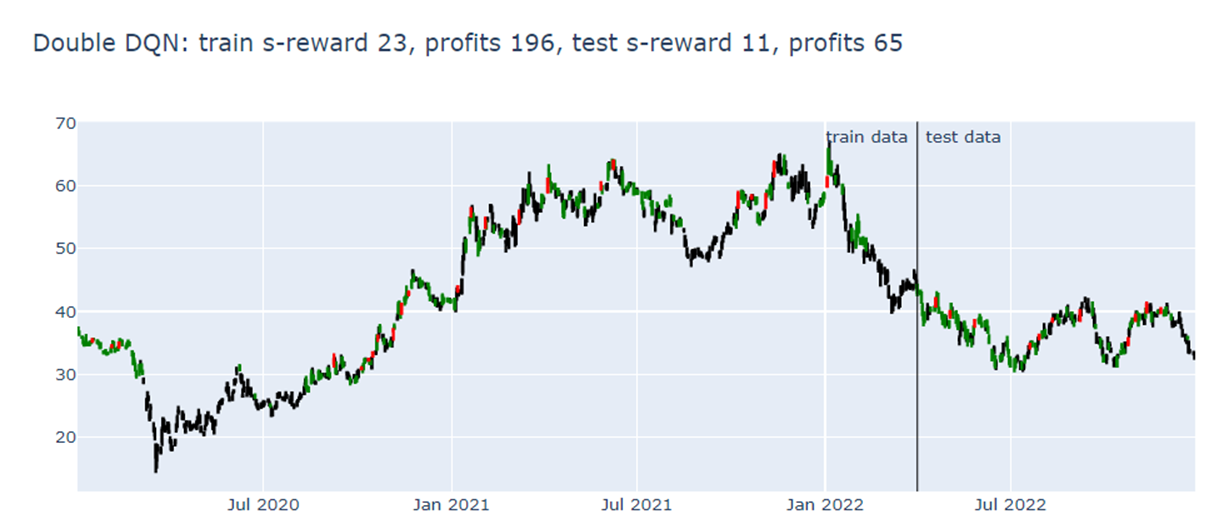 Double DQN: train s-reward 23, profits 196, test s-reward 11, profits 65
70
train data test data
60
50
40
30
20
Jul 2020 Jan 2021 Jul 2021 Jan 2022 Jul 2022